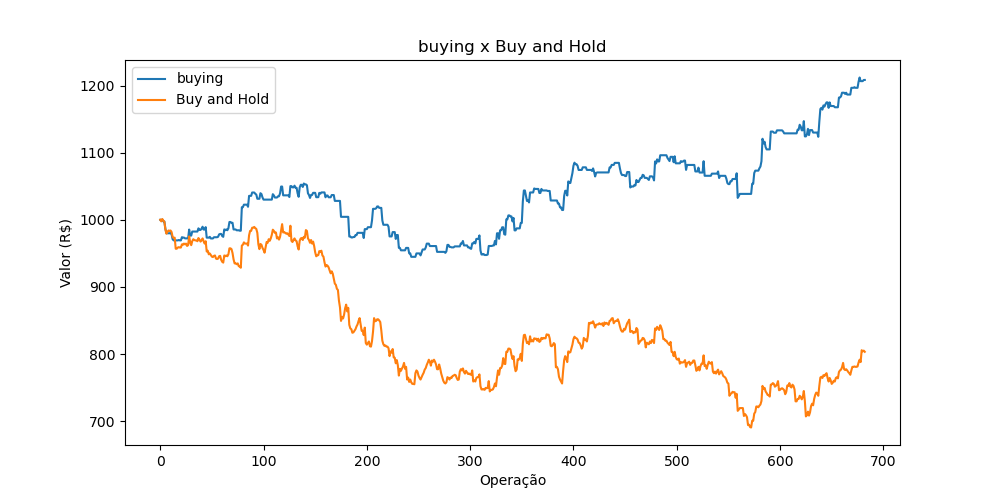 buying x Buy and Hold
buying
Buy and Hold
1200
1100
1000
900
800
700
Valor (R$)
0 100 200 300 400 500 600 700
Operação